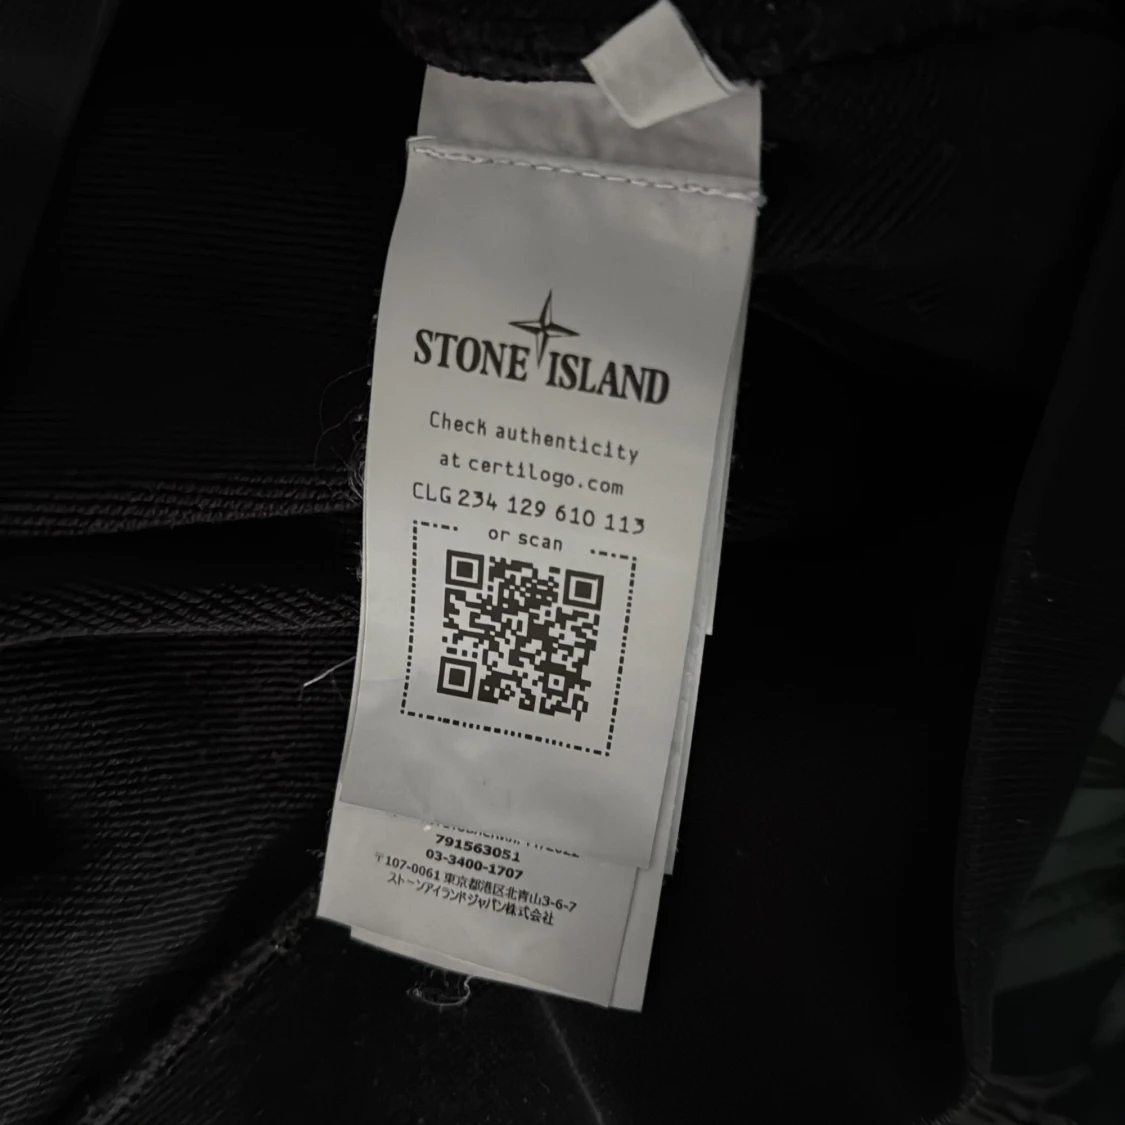 STONE ISLAND
Check authenticity
at certilogo.com
CLG 234 129 610 113
or scan
791563051
03-3400-1707
〒107-0061 東京都港区北青山3-6-7
ストーンアイランドジャパン株式会社